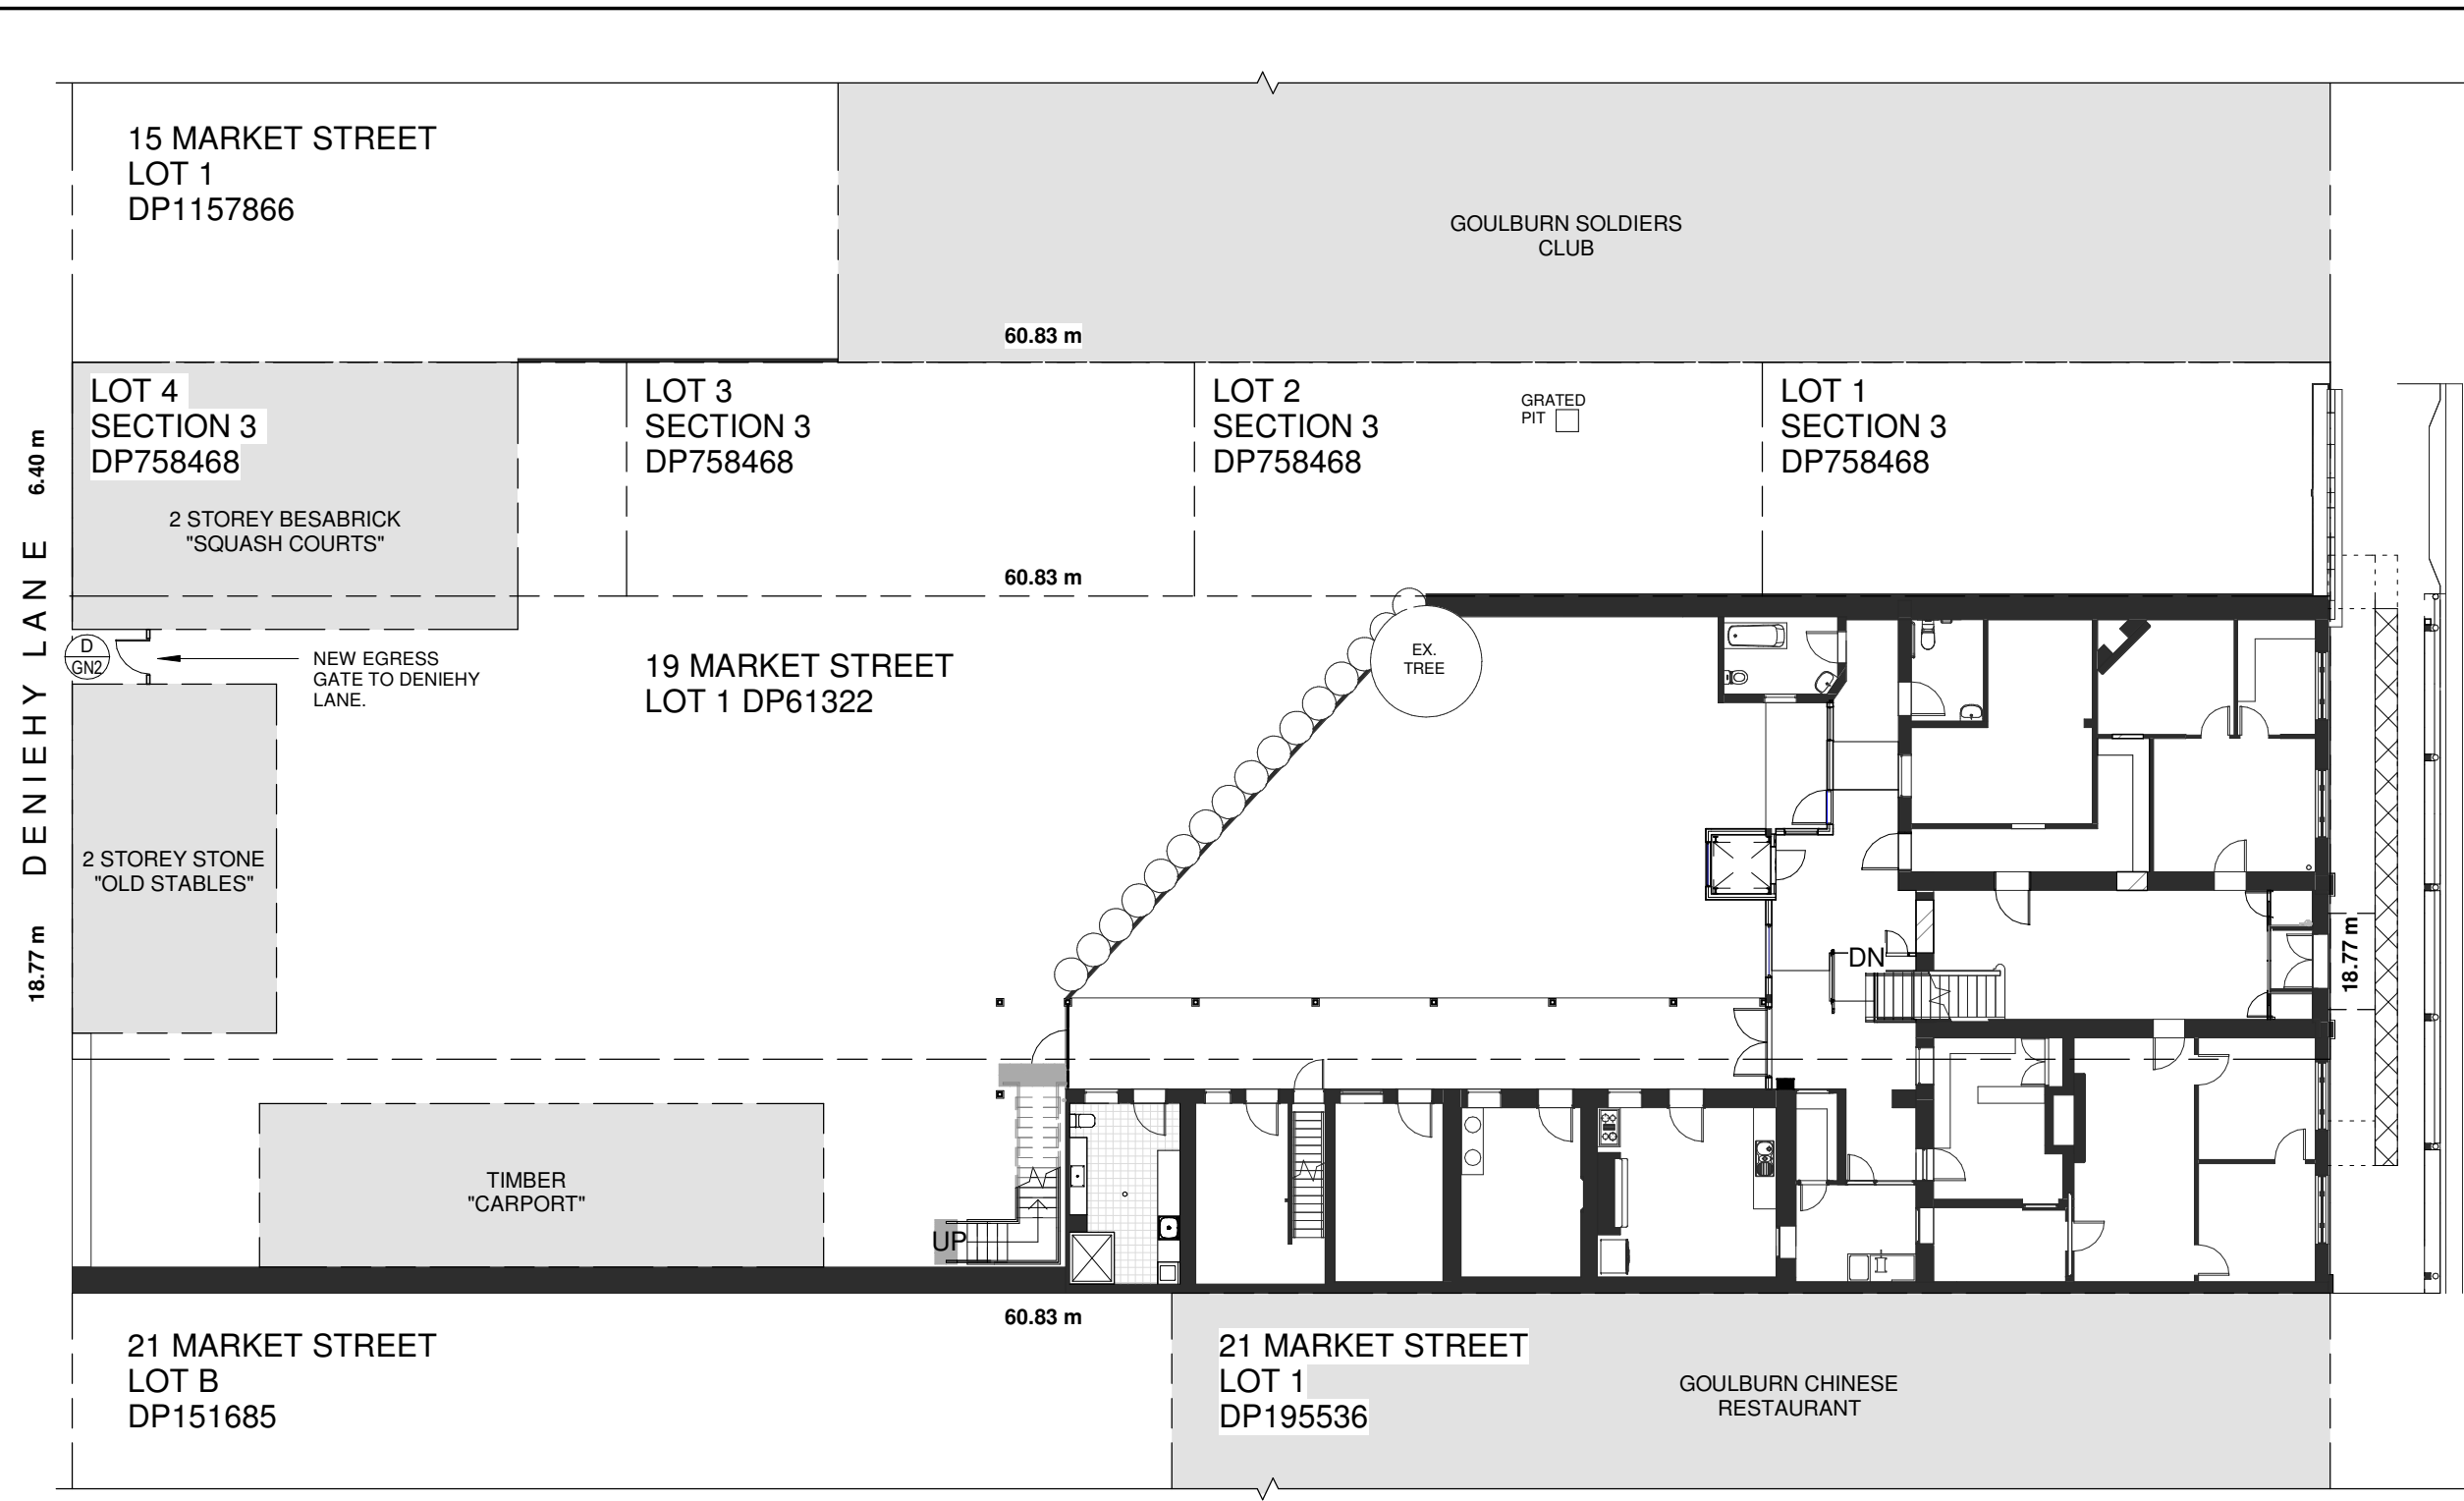 15 MARKET STREET
LOT 1
DP1157866
GOULBURN SOLDIERS
CLUB
60.83 m
LOT 4
SECTION 3
DP758468
2 STOREY BESABRICK
"SQUASH COURTS"
LOT 3
SECTION 3
DP758468
LOT 2
SECTION 3
DP758468
GRATED
PIT
LOT 1
SECTION 3
DP758468
6.40 m
DENIEHY LANE
18.77 m
60.83 m
D
GN2
NEW EGRESS
GATE TO DENIEHY
LANE.
19 MARKET STREET
LOT 1 DP61322
EX.
TREE
2 STOREY STONE
"OLD STABLES"
DN
18.77 m
TIMBER
"CARPORT"
UP
60.83 m
21 MARKET STREET
LOT B
DP151685
21 MARKET STREET
LOT 1
DP195536
GOULBURN CHINESE
RESTAURANT